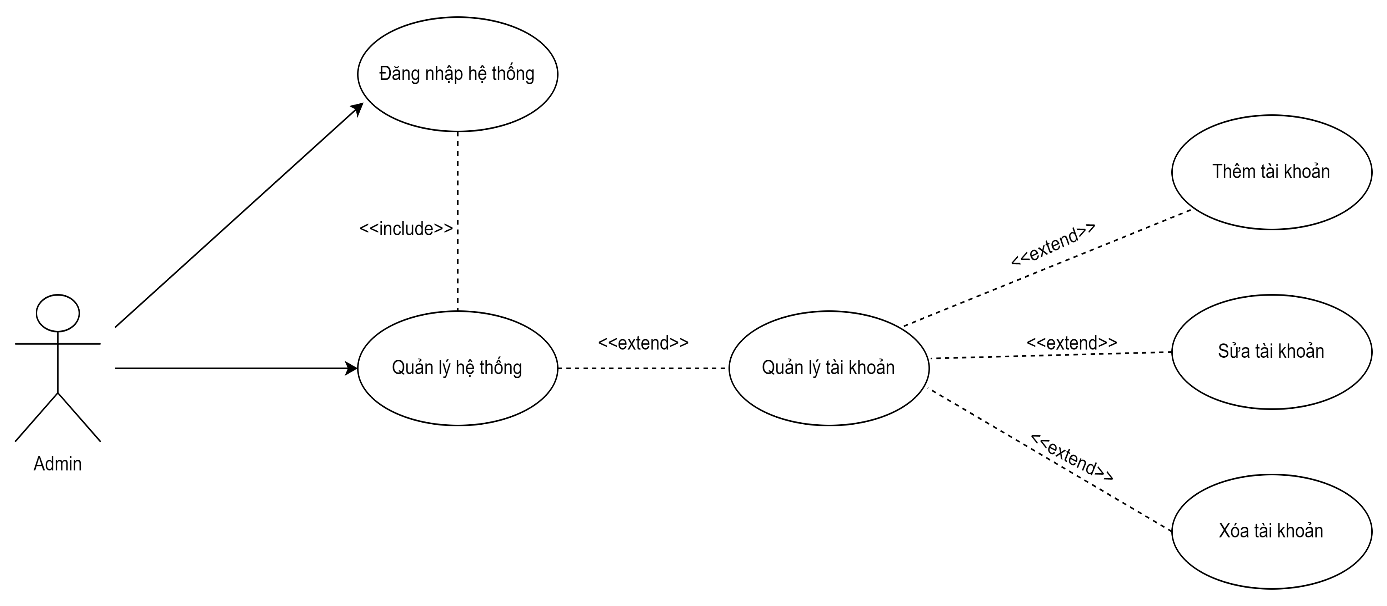 Đăng nhập hệ thống
Thêm tài khoản
<<include>>
<<extend>>
<<extend>>
<<extend>>
Quản lý hệ thống
Quản lý tài khoản
Sửa tài khoản
Admin
<<extend>>
Xóa tài khoản